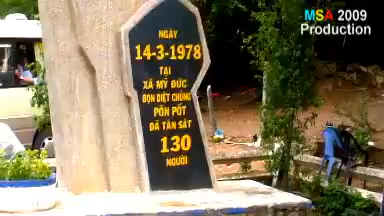 MSA 2009
Production
NGÀY
14-3-1978
TẠI
XÃ MỸ ĐỨC
BỌN DIỆT CHỦNG
PÔN PỐT
ĐÃ TÀN SÁT
130
NGƯỜI